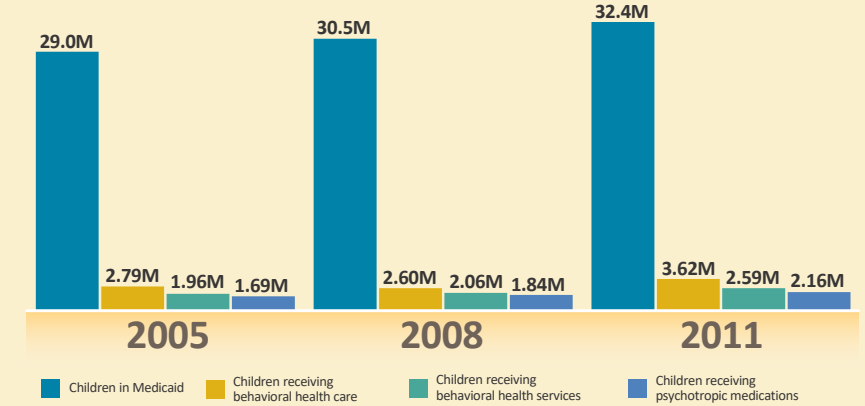 32.4M
30.5M
29.0M
2.79M 1.96M 1.69M
2.60M 2.06M 1.84M
3.62M 2.59M 2.16M
2005 2008 2011
Children in Medicaid
Children receiving
behavioral health care
Children receiving
behavioral health services
Children receiving
psychotropic medications